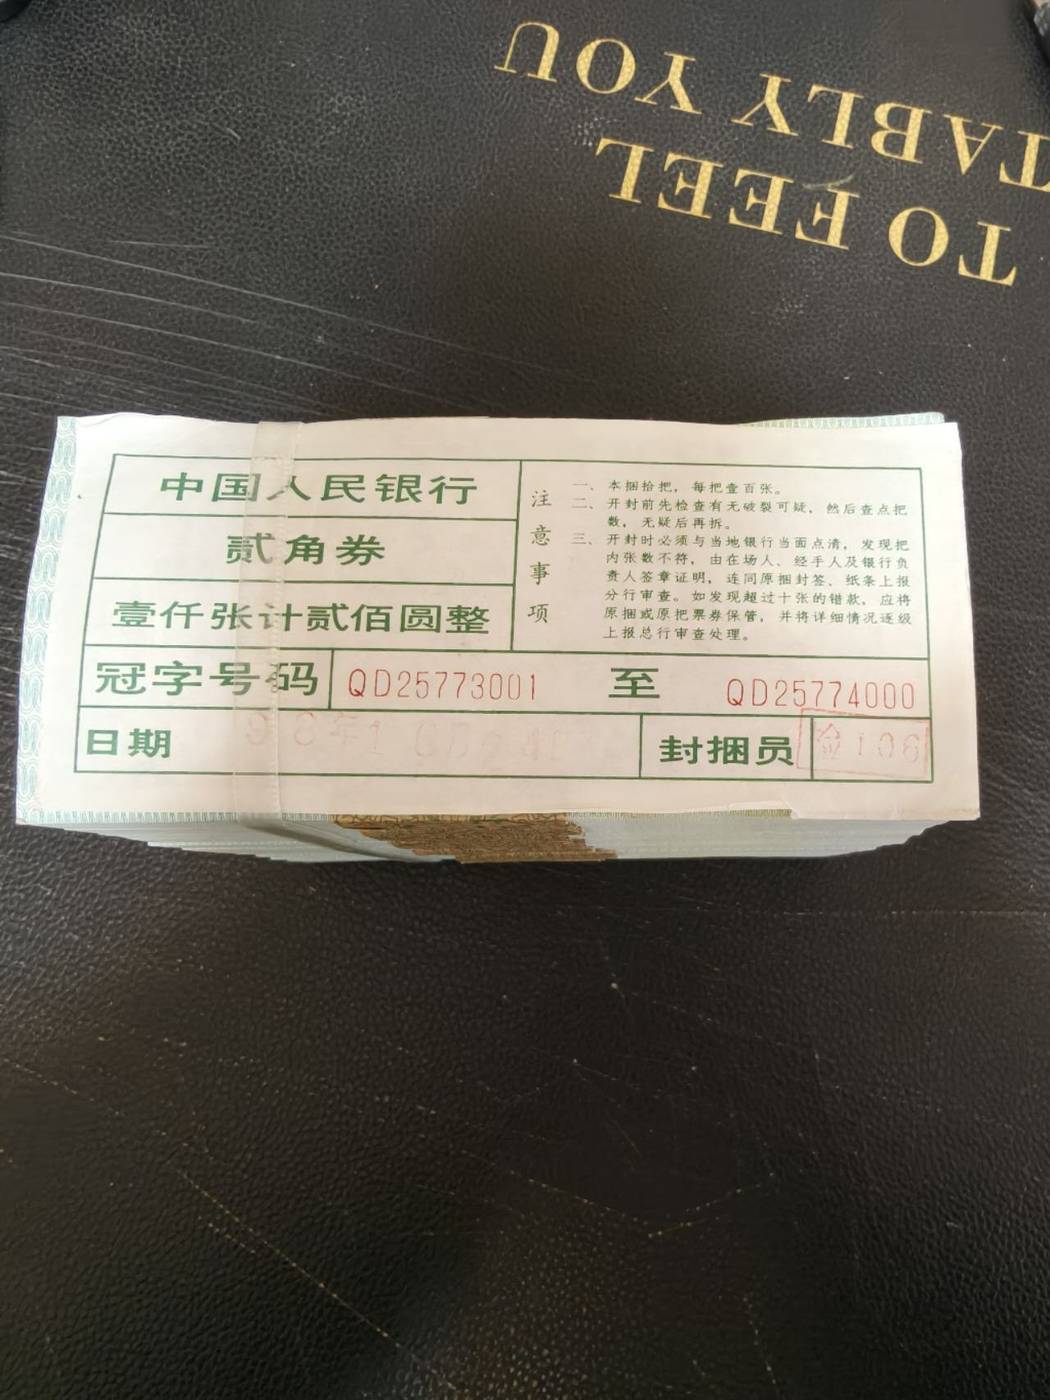 TO FEEL
TABLY YOU
中国人民银行
贰角券
壹仟张计贰佰圆整
注意事项
一、本捆拾把，每把壹百张。
二、开封前先检查有无破裂可疑，然后查点把
数，无疑后再拆。
三、开封时必须与当地银行当面点清，发现把
内张数不符，由在场人、经手人及银行负
责人签章证明，连同原捆封签、纸条上报
分行审查。如发现超过十张的错款，应将
原捆或原把票券保管，并将详细情况逐级
上报总行审查处理。
冠字号码 QD25773001 至 QD25774000
日期
封捆员 检106